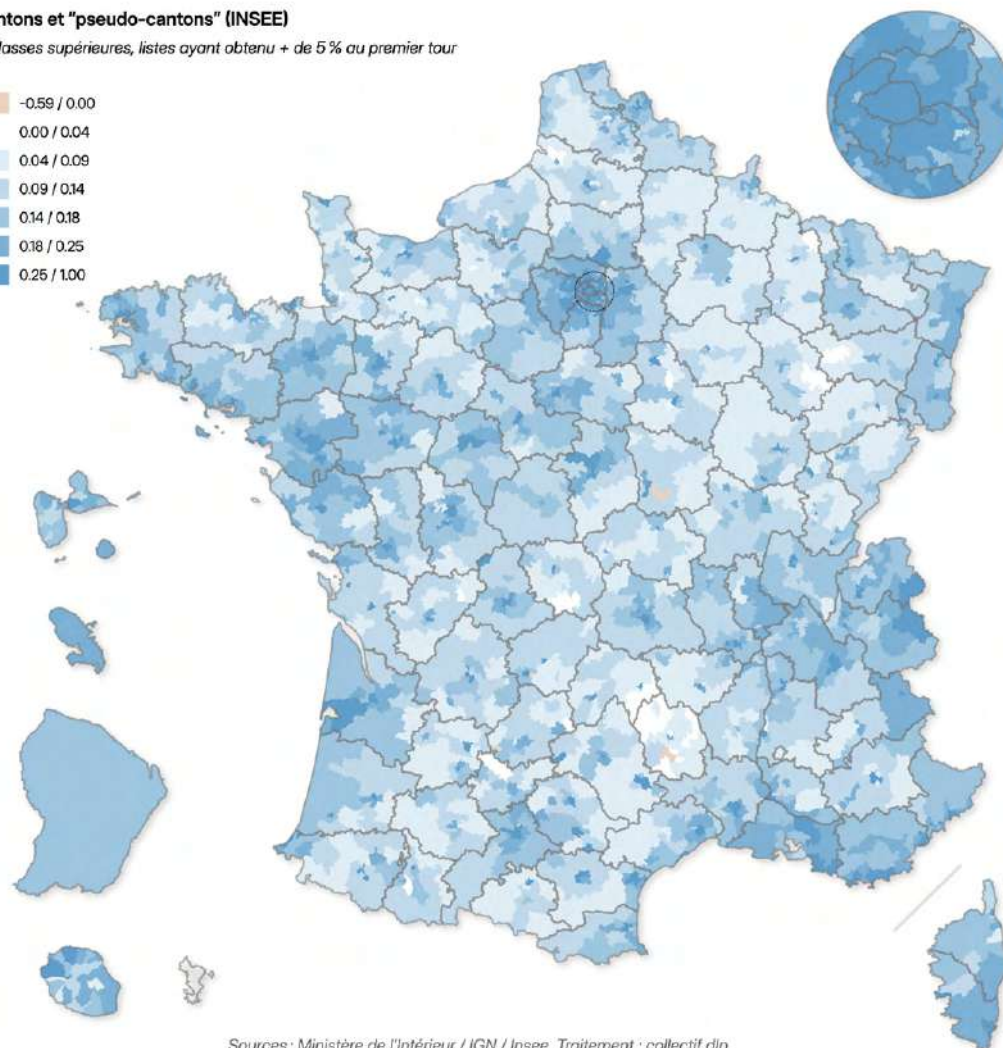 ntons et "pseudo-cantons" (INSEE)
lasses supérieures, listes ayant obtenu + de 5 % au premier tour
-0.59 / 0.00
0.00 / 0.04
0.04 / 0.09
0.09 / 0.14
0.14 / 0.18
0.18 / 0.25
0.25 / 1.00
Sources : Ministère de l'Intérieur / IGN / Insee. Traitement : collectif dlp